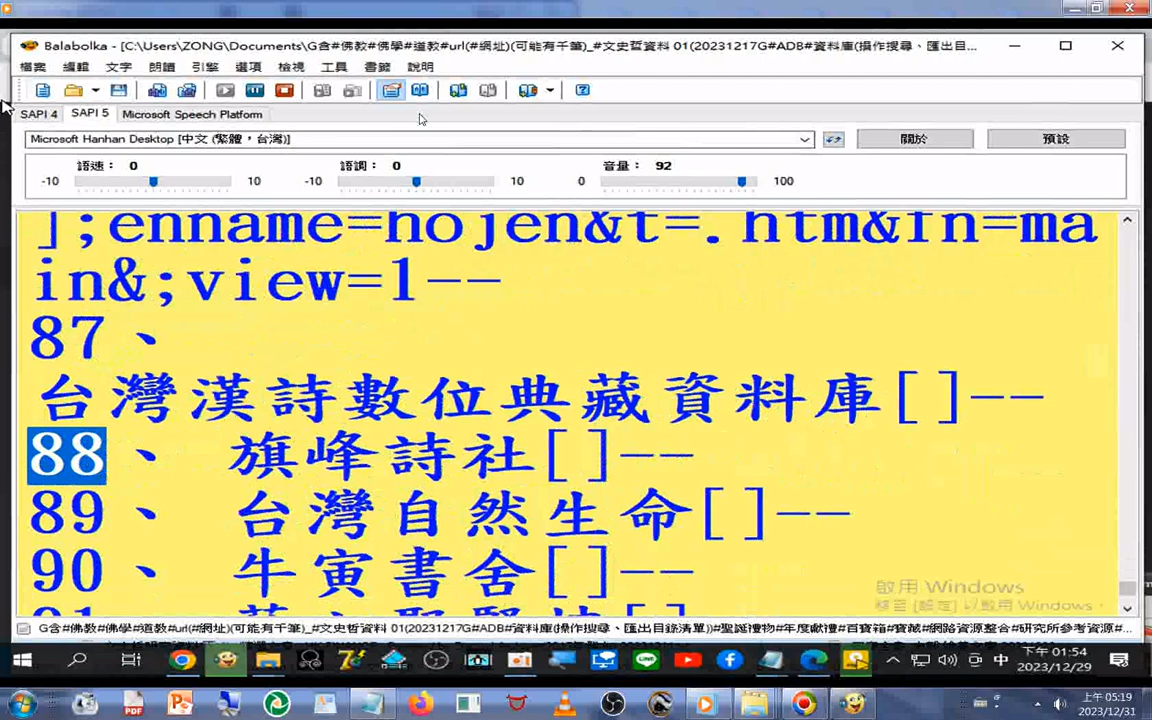 Balabolka - [C:\Users\ZONG\Documents\G含#佛教#佛學#道教#url(#網址)(可能有千筆)_#文史哲資料 01(20231217G#ADB#資料庫(操作搜尋、匯出目...
檔案 編輯 文字 朗讀 引擎 選項 檢視 工具 書籤 說明
SAPI 4 SAPI 5 Microsoft Speech Platform
Microsoft Hanhan Desktop [中文 (繁體，台灣)] 關於 預設
語速： 0 語調： 0 音量： 92
-10 10 -10 10 0 100
];enname=hojen&t=.htm&fn=ma
in&;view=1--
87、
台灣漢詩數位典藏資料庫[]--
88、 旗峰詩社[]--
89、 台灣自然生命[]--
90、 牛寅書舍[]--
啟用 Windows
移至 [設定] 以啟用 Windows。
G含#佛教#佛學#道教#url(#網址)(可能有千筆)_#文史哲資料 01(20231217G#ADB#資料庫(操作搜尋、匯出目錄清單))#聖誕禮物#年度獻禮#百寶箱#寶藏#網路資源整合#研究所參考資源#...
中 下午 01:54
2023/12/29
上午 05:19
2023/12/31